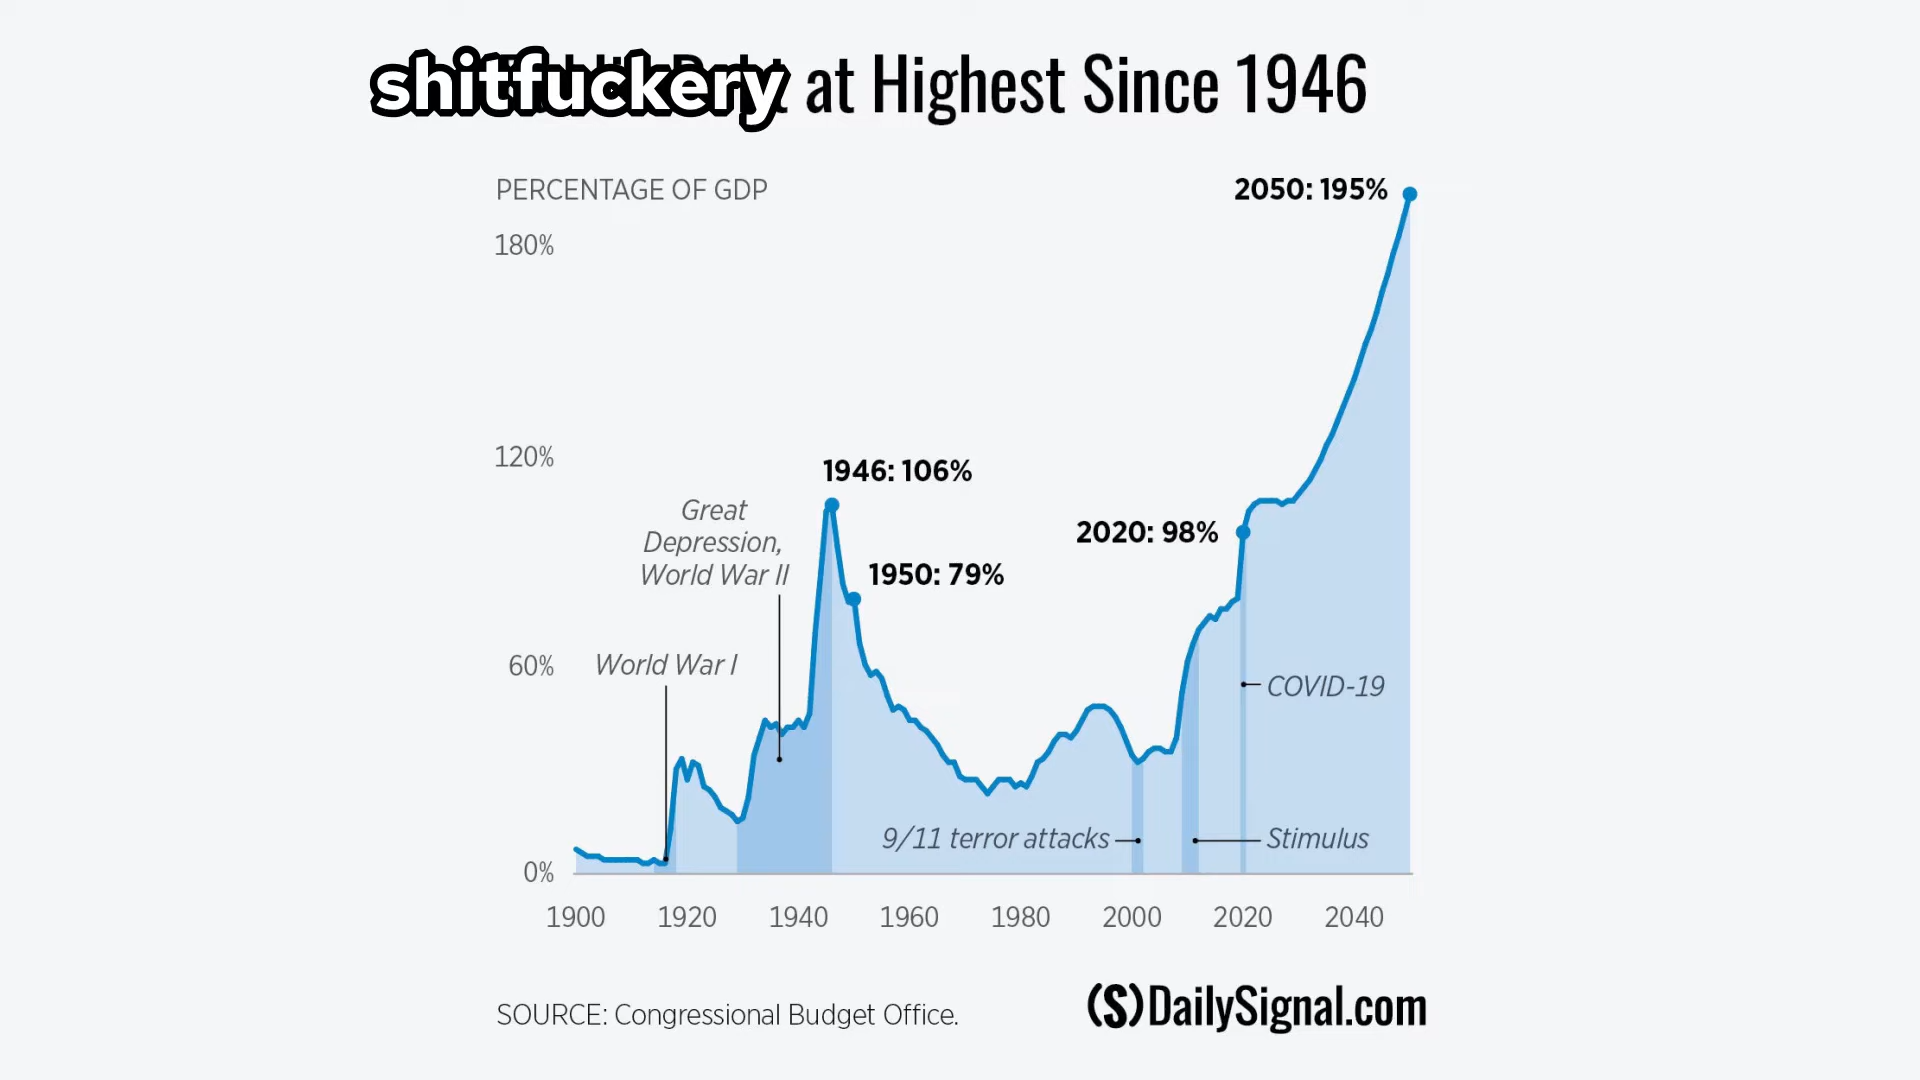 shitfuckery at Highest Since 1946
PERCENTAGE OF GDP
2050: 195%
180%
120%
1946: 106%
Great
Depression,
World War II
2020: 98%
1950: 79%
60%
World War I
COVID-19
9/11 terror attacks
Stimulus
0%
1900 1920 1940 1960 1980 2000 2020 2040
SOURCE: Congressional Budget Office.
(S) DailySignal.com